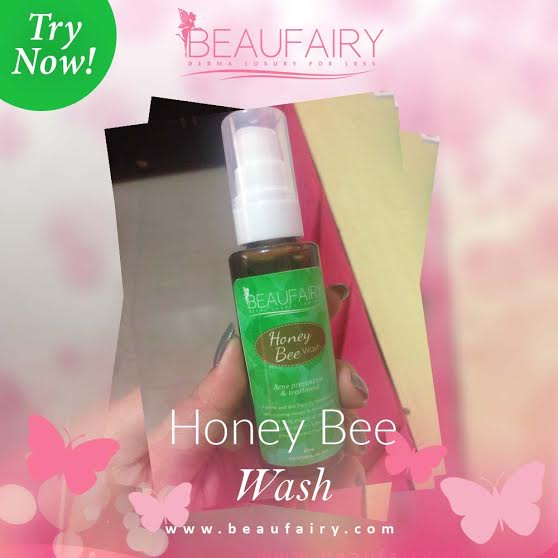 Try
Now!
BEAUFAIRY
DERMA LUXURY FOR LESS
BEAUFAIRY
Honey
Bee Wash
Acne prevention
& treatment
Honey Bee
Wash
www.beaufairy.com